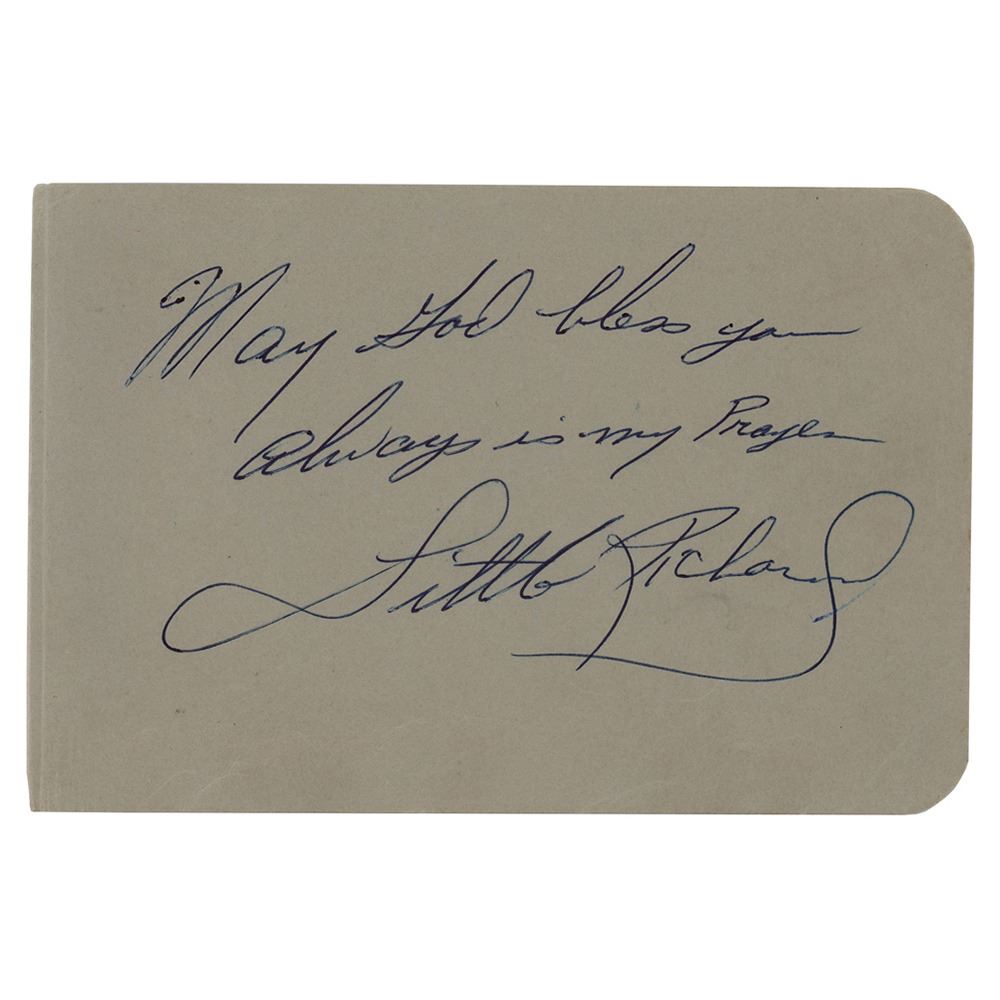 May God bless you
always is my Prayer
Little Richard